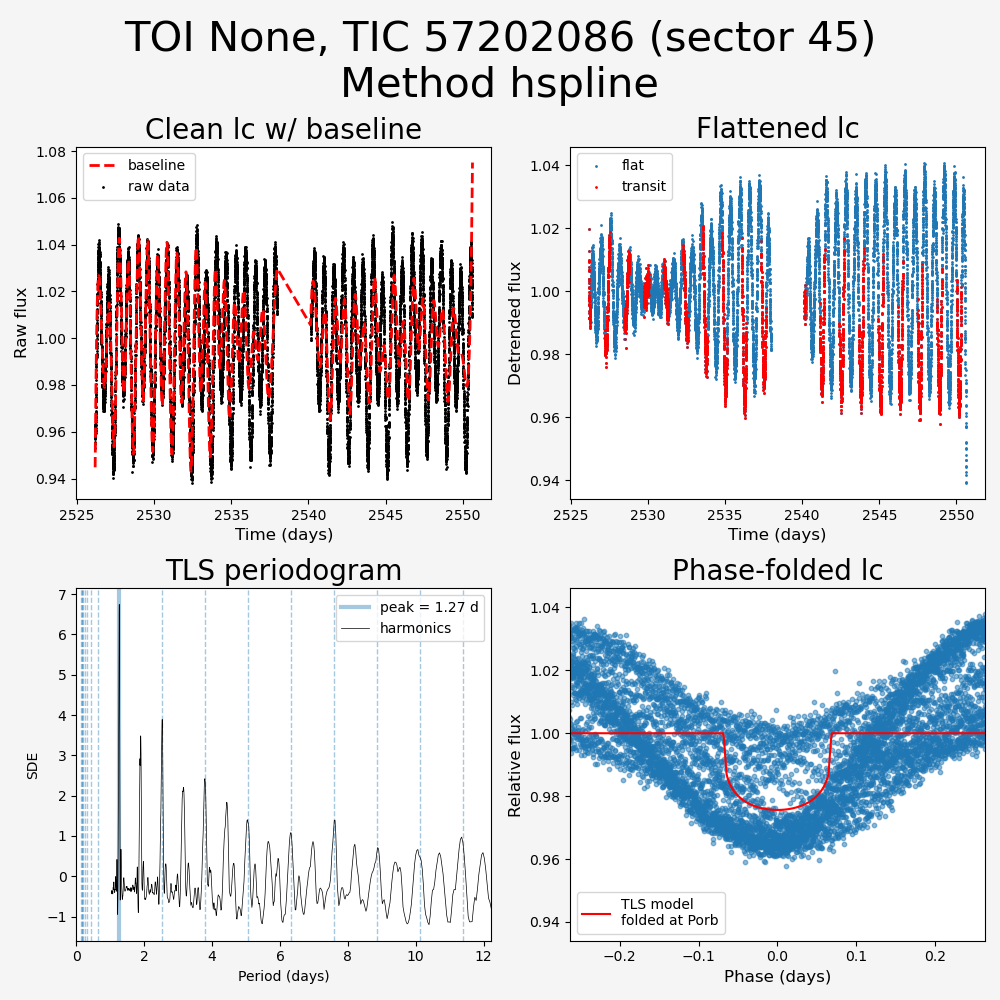 TOI None, TIC 57202086 (sector 45)
Method hspline
Clean lc w/ baseline
Flattened lc
1.08
1.06
1.04
1.02
1.00
0.98
0.96
0.94
Raw flux
baseline
raw data
2525
2530
2535
2540
2545
2550
Time (days)
1.04
1.02
1.00
0.98
0.96
0.94
Detrended flux
flat
transit
2525
2530
2535
2540
2545
2550
Time (days)
TLS periodogram
Phase-folded lc
7
6
5
4
3
2
1
0
−1
SDE
peak = 1.27 d
harmonics
0
2
4
6
8
10
12
Period (days)
1.04
1.02
1.00
0.98
0.96
0.94
Relative flux
TLS model
folded at Porb
−0.2
−0.1
0.0
0.1
0.2
Phase (days)